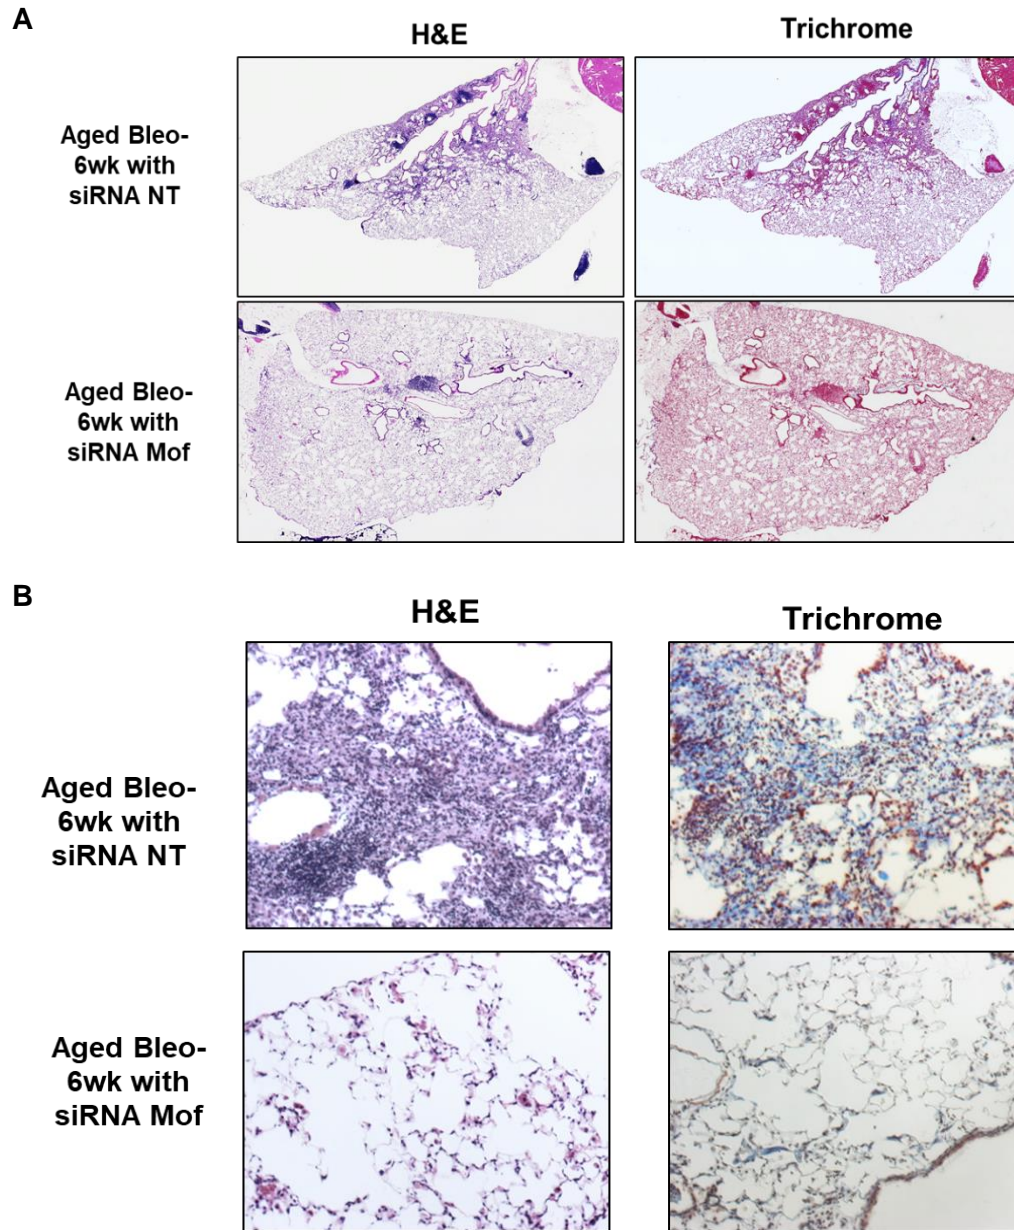 A
H&E
Trichrome
Aged Bleo-
6wk with
siRNA NT
Aged Bleo-
6wk with
siRNA Mof
B
H&E
Trichrome
Aged Bleo-
6wk with
siRNA NT
Aged Bleo-
6wk with
siRNA Mof